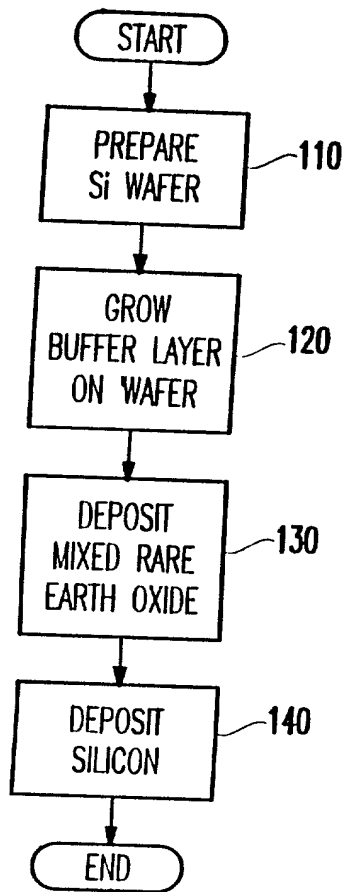 START
PREPARE
Si WAFER
110
GROW
BUFFER LAYER
ON WAFER
120
DEPOSIT
MIXED RARE
EARTH OXIDE
130
DEPOSIT
SILICON
140
END